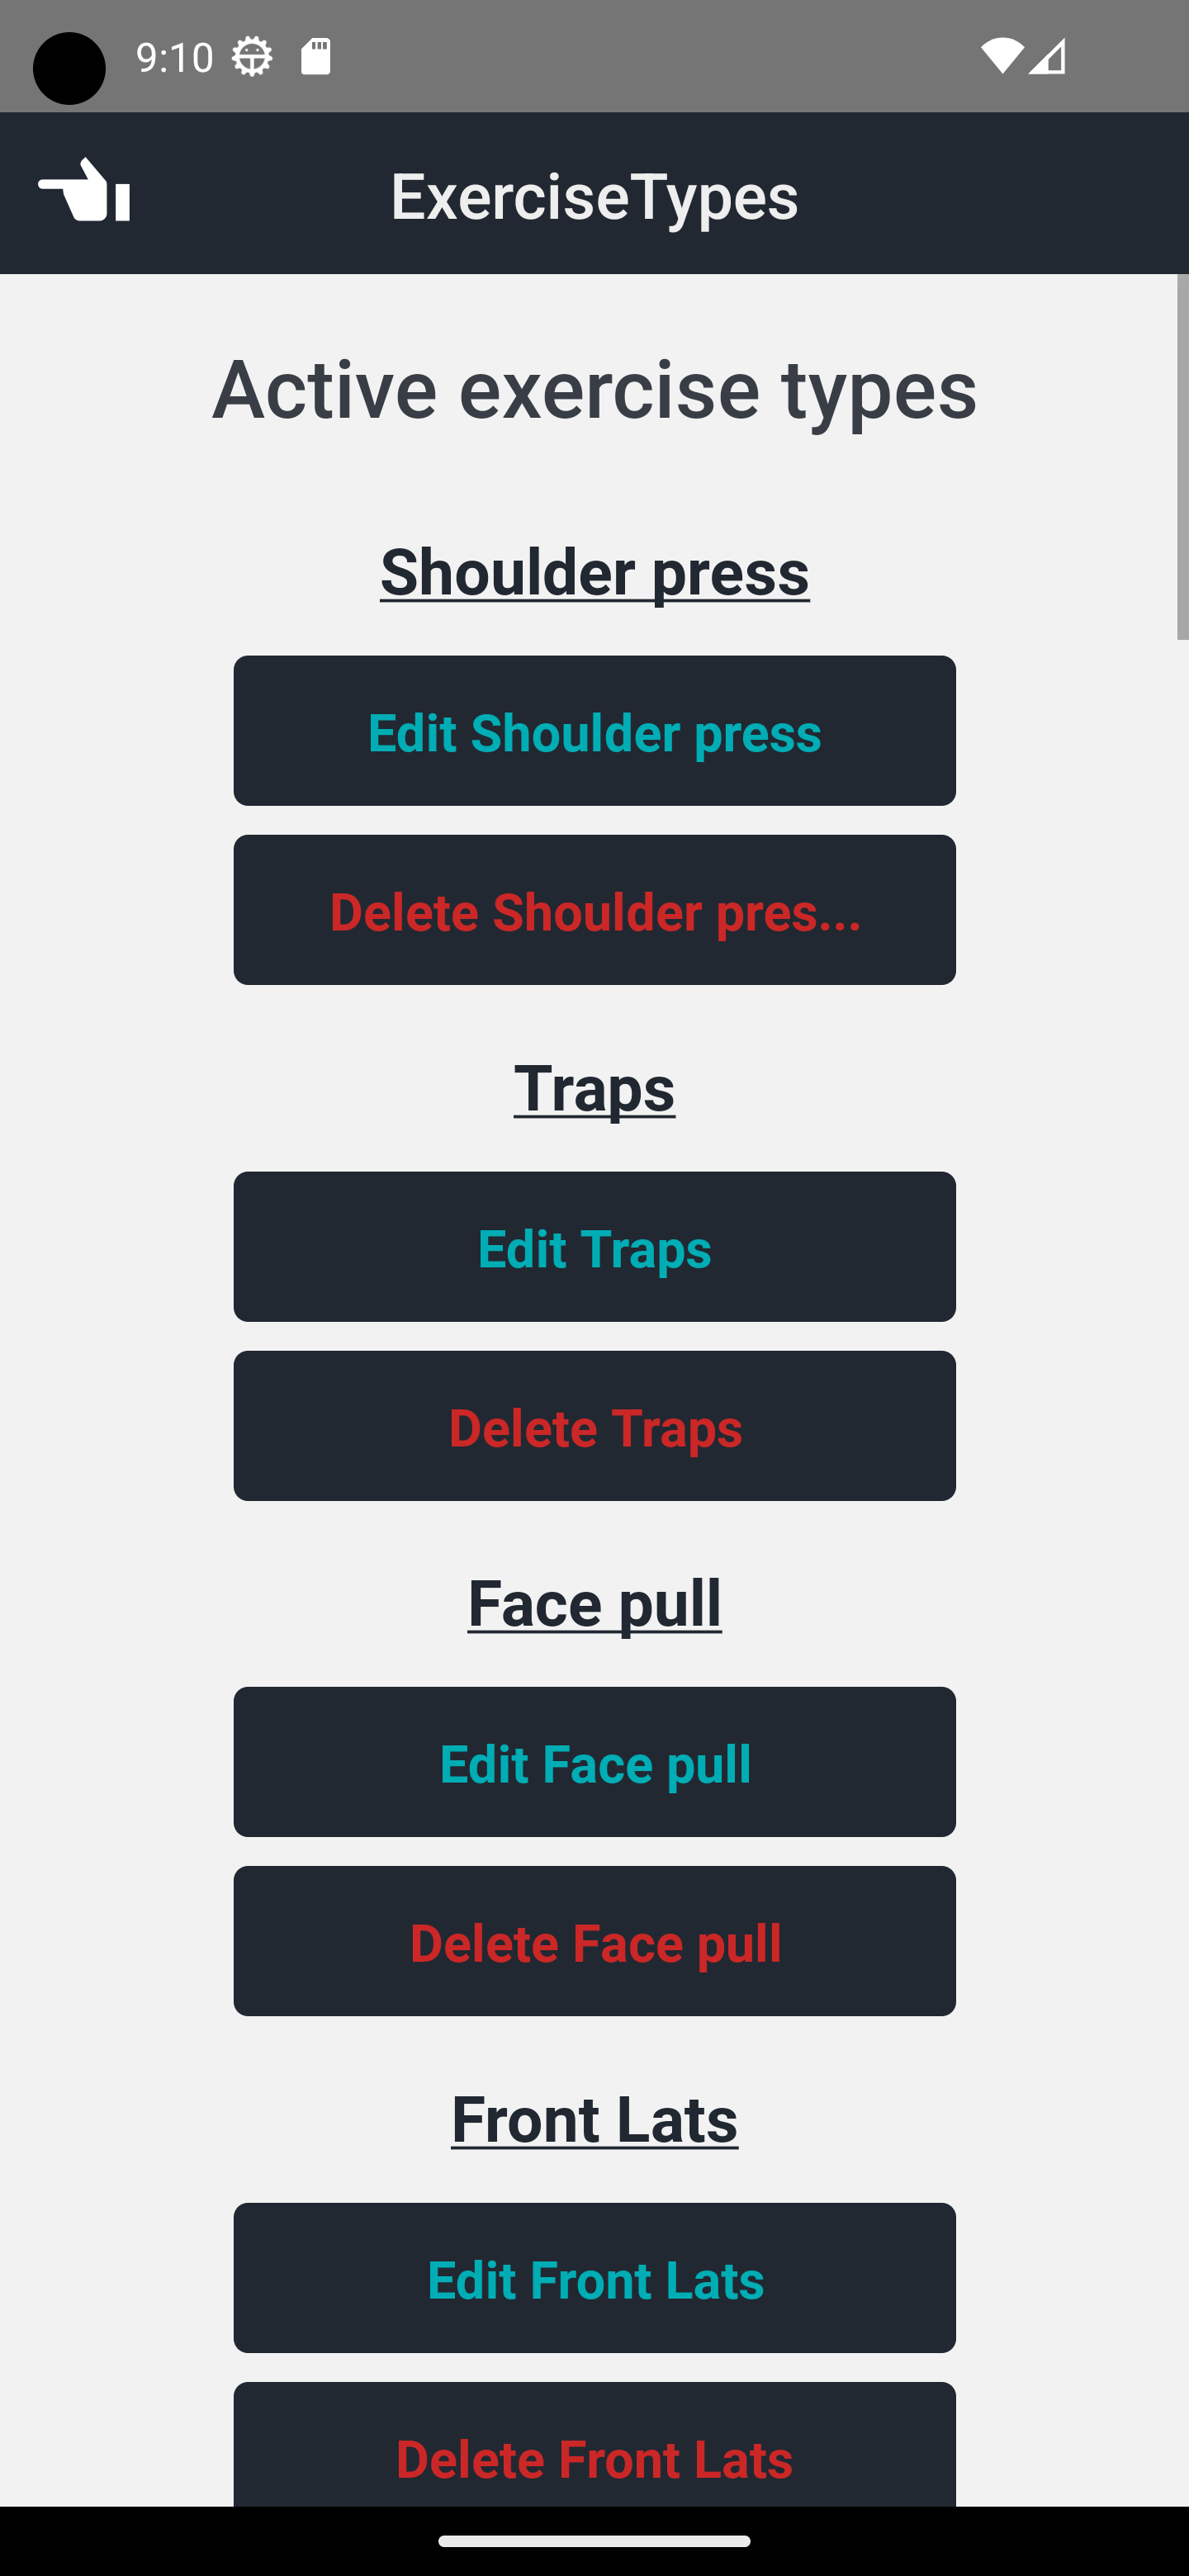 9:10
ExerciseTypes
Active exercise types
Shoulder press
Edit Shoulder press
Delete Shoulder pres...
Traps
Edit Traps
Delete Traps
Face pull
Edit Face pull
Delete Face pull
Front Lats
Edit Front Lats
Delete Front Lats